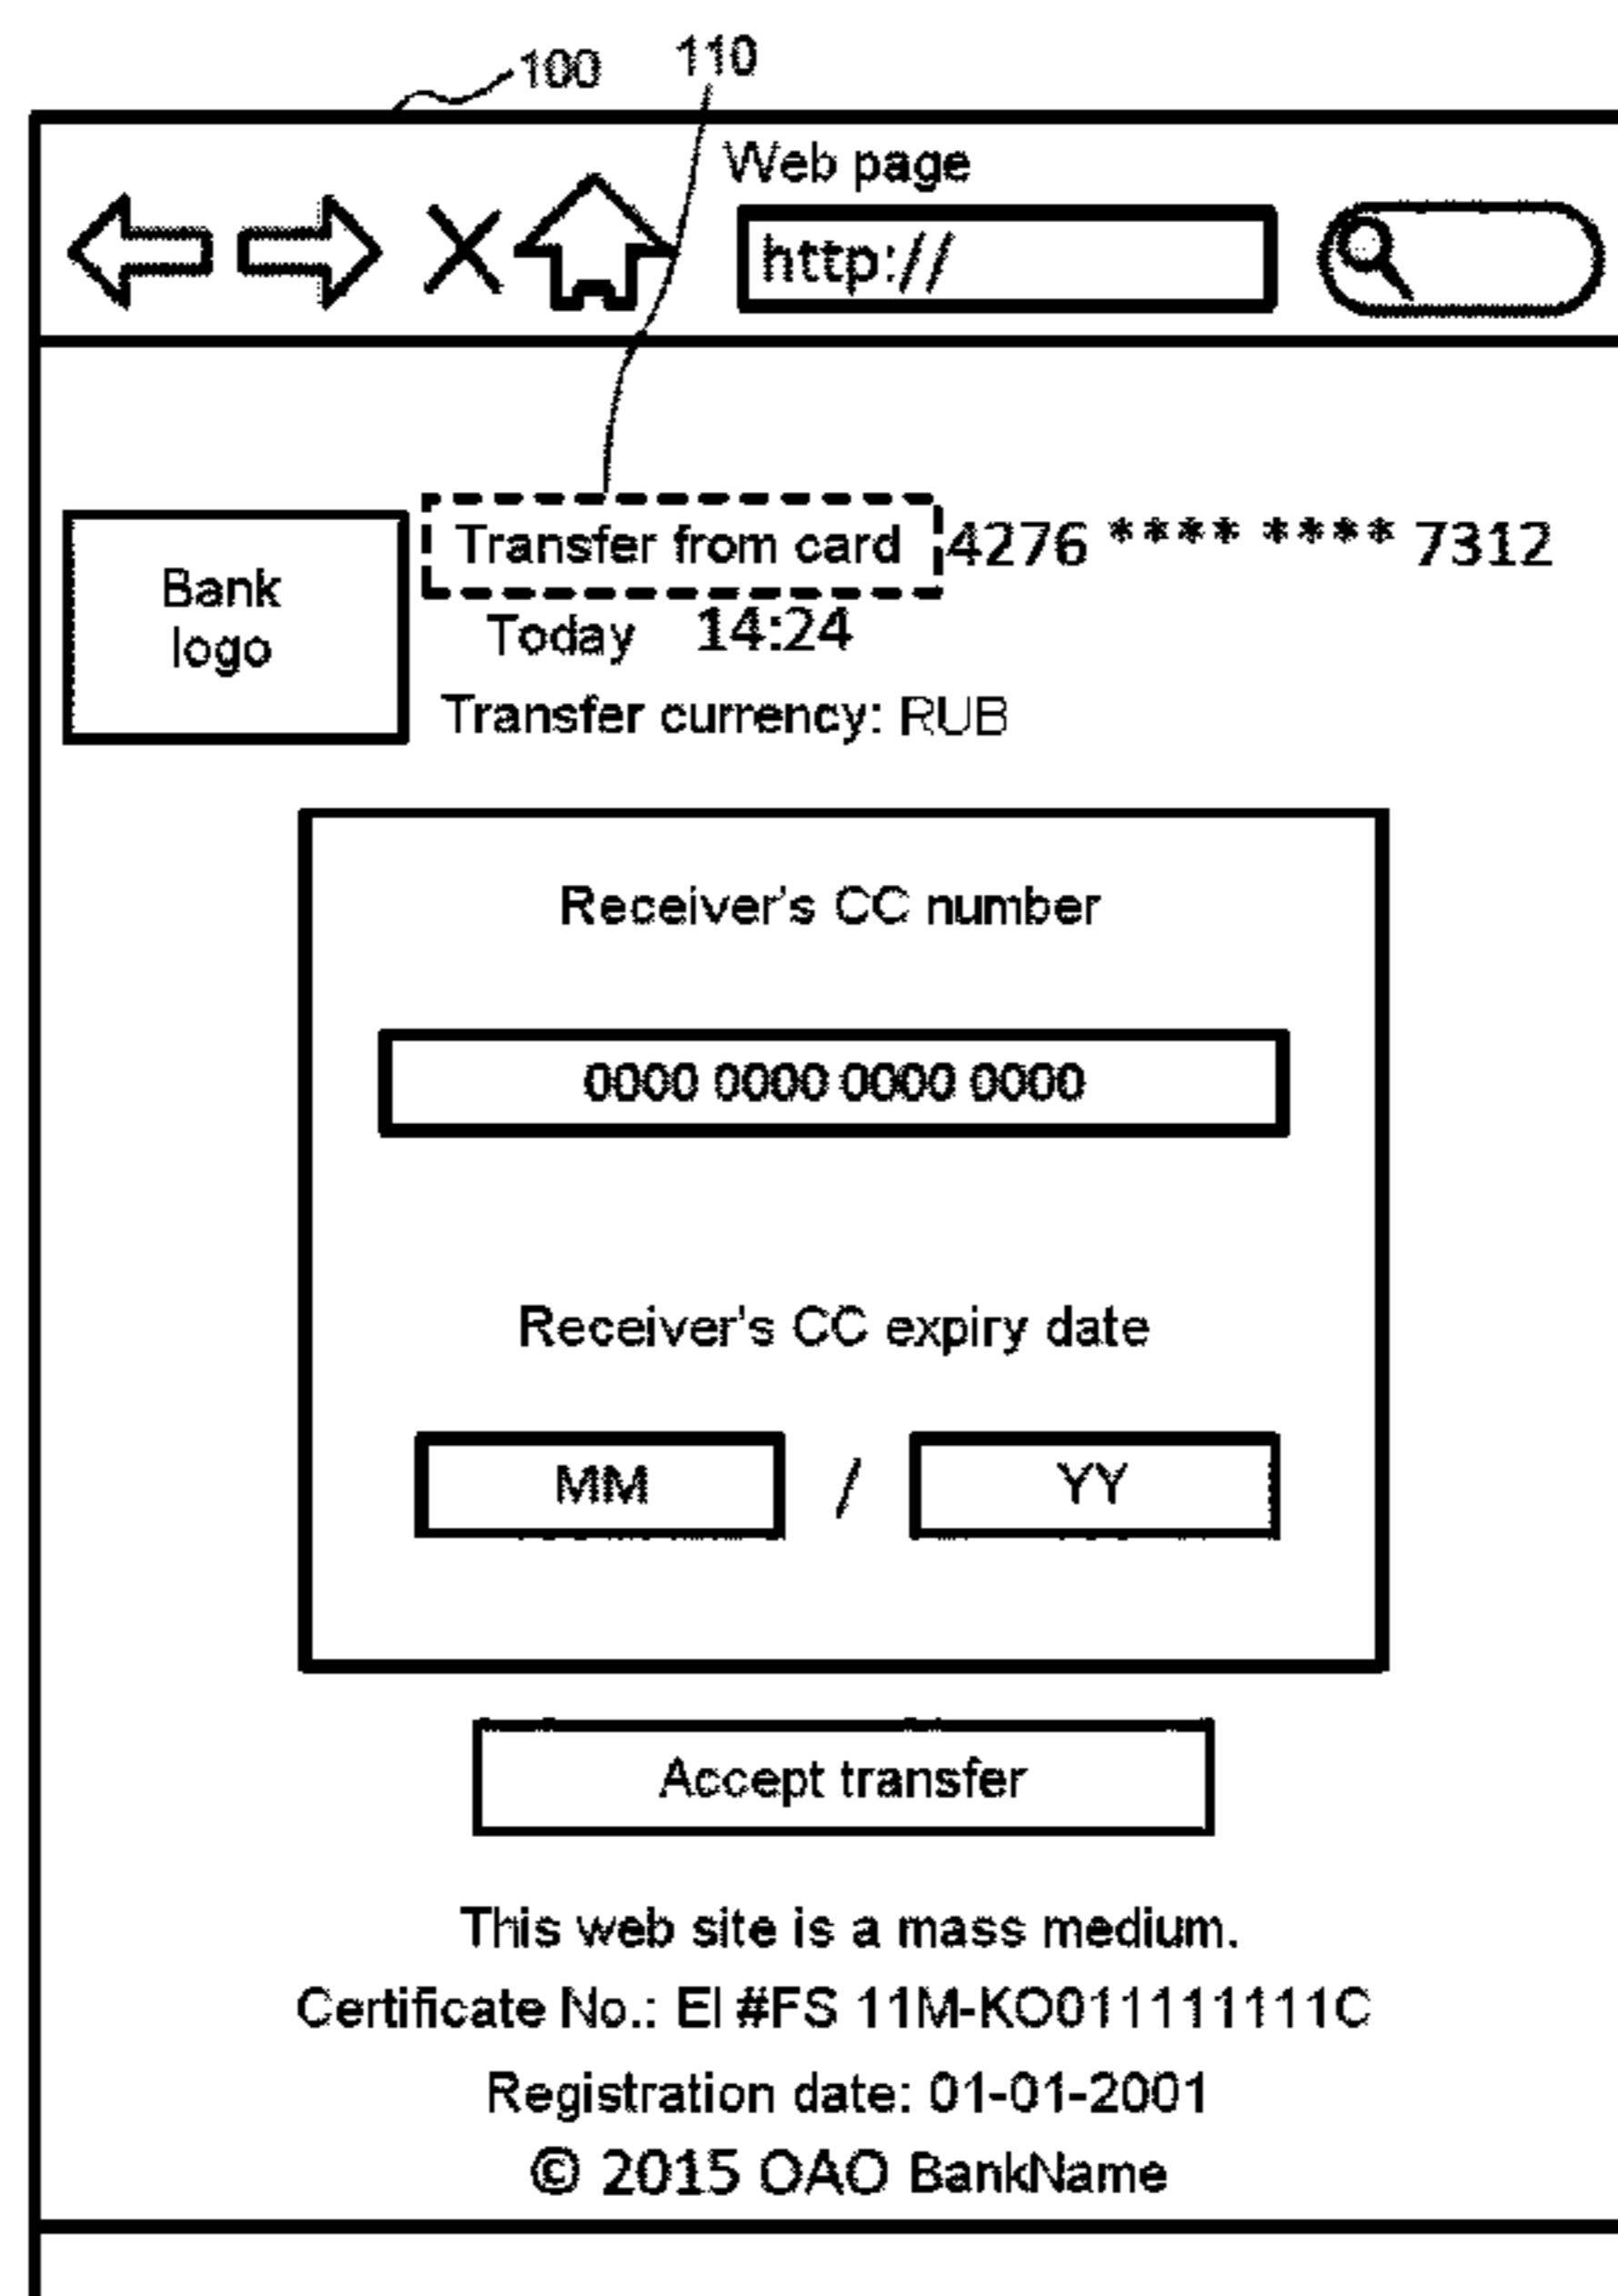 100
110
Web page
http://
Transfer from card 4276 **** **** 7312
Bank
logo
Today 14:24
Transfer currency: RUB
Receiver's CC number
0000 0000 0000 0000
Receiver's CC expiry date
MM / YY
Accept transfer
This web site is a mass medium.
Certificate No.: EI #FS 11M-KO011111111C
Registration date: 01-01-2001
© 2015 OAO BankName